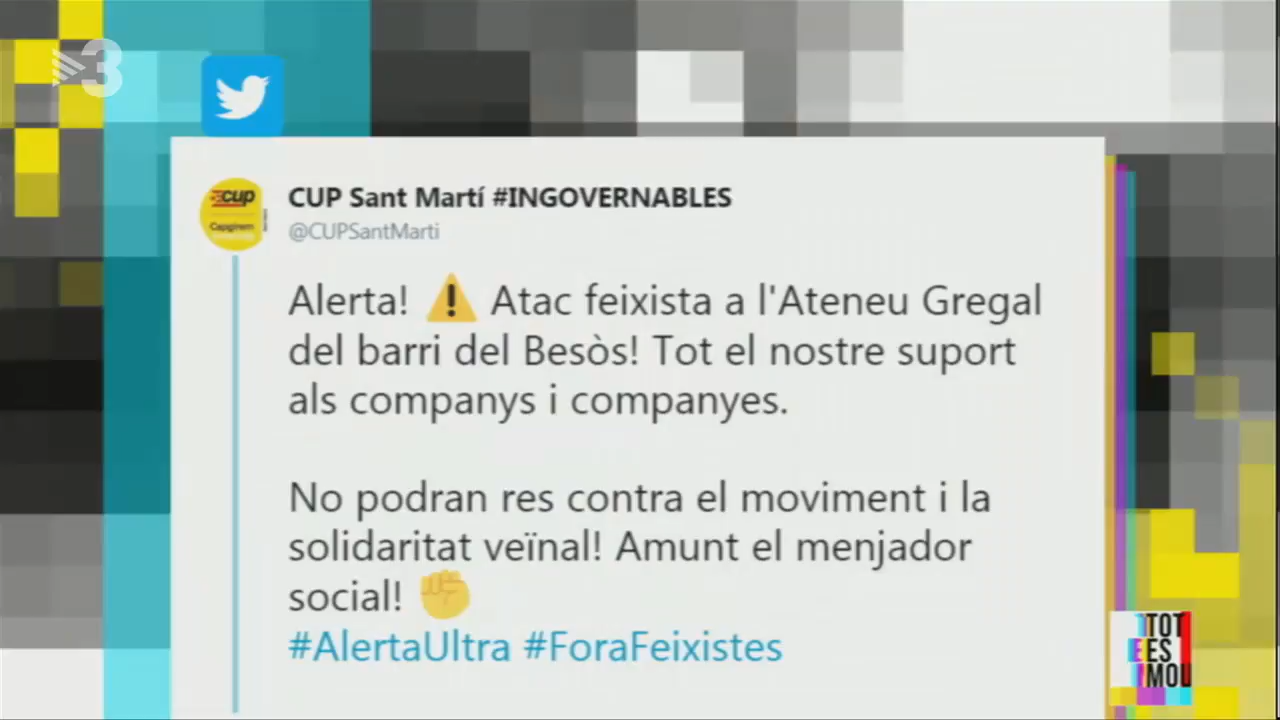 3
cup
Capgirem
CUP Sant Martí #INGOVERNABLES
@CUPSantMarti
Alerta! ⚠️ Atac feixista a l'Ateneu Gregal
del barri del Besòs! Tot el nostre suport
als companys i companyes.
No podran res contra el moviment i la
solidaritat veïnal! Amunt el menjador
social! ✊
#AlertaUltra #ForaFeixistes
TOT
ES
MOU